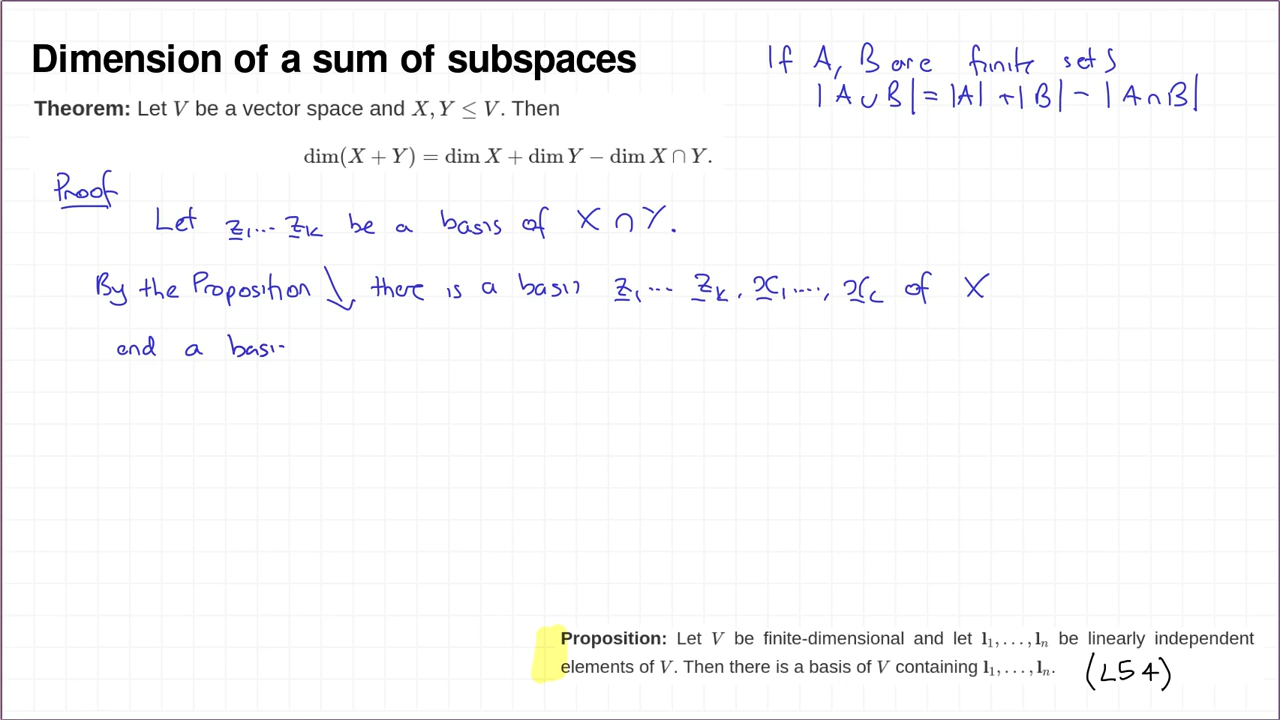 Dimension of a sum of subspaces
If A, B are finite sets
|A ∪ B| = |A| + |B| - |A ∩ B|
Theorem: Let V be a vector space and X, Y ≤ V. Then
dim(X + Y) = dim X + dim Y − dim X ∩ Y.
Proof
Let z₁... z_k be a basis of X ∩ Y.
By the Proposition ↘ there is a basis z₁... z_k, x₁..., x_l of X
and a basi
Proposition: Let V be finite-dimensional and let l₁, . . . , lₙ be linearly independent
elements of V. Then there is a basis of V containing l₁, . . . , lₙ. (L54)